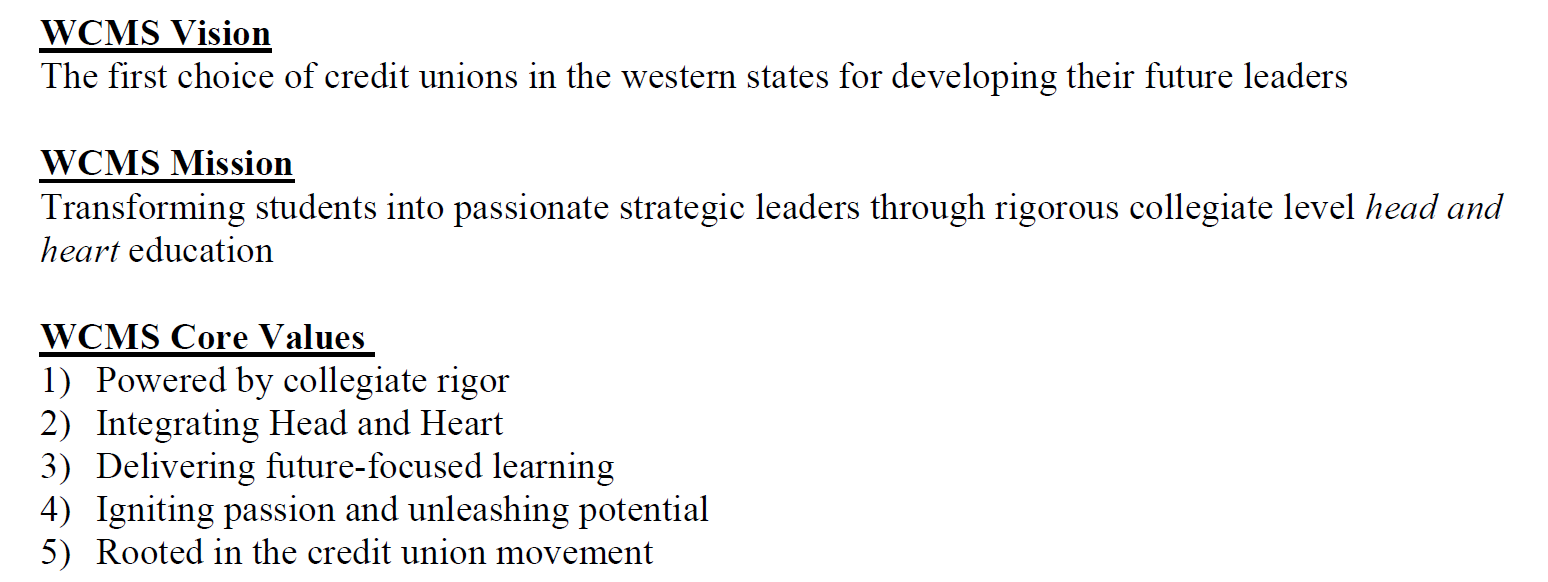 WCMS Vision
The first choice of credit unions in the western states for developing their future leaders
WCMS Mission
Transforming students into passionate strategic leaders through rigorous collegiate level head and
heart education
WCMS Core Values
1) Powered by collegiate rigor
2) Integrating Head and Heart
3) Delivering future-focused learning
4) Igniting passion and unleashing potential
5) Rooted in the credit union movement